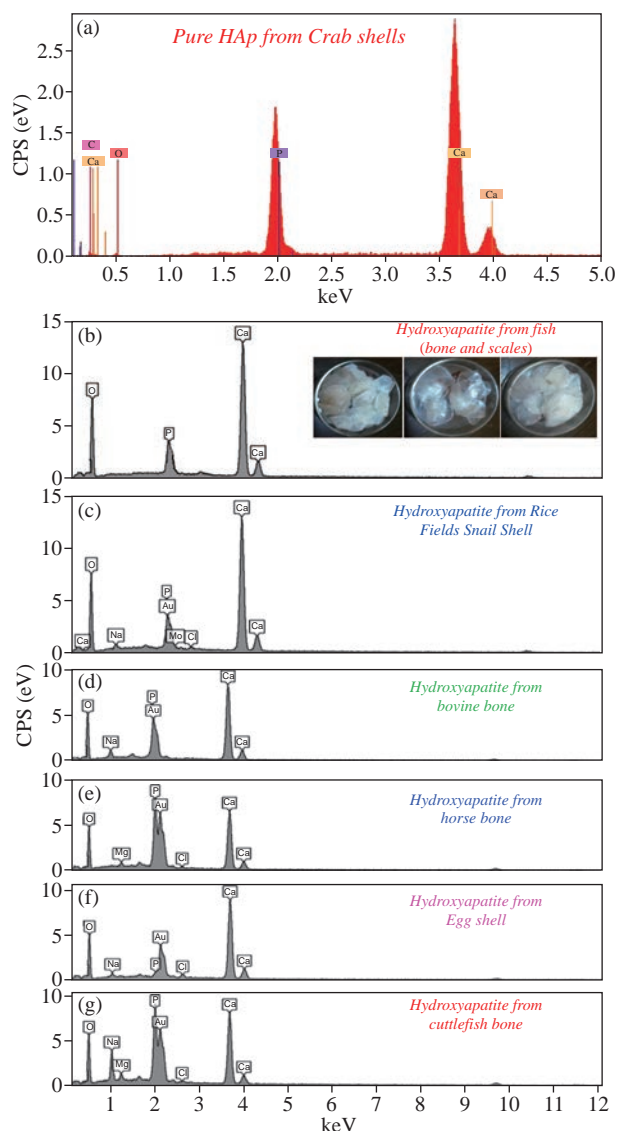 (a)
Pure HAp from Crab shells
CPS (eV)
2.5
2.0
1.5
1.0
0.5
0.0
C
Ca
O
P
Ca
Ca
0.5 1.0 1.5 2.0 2.5 3.0 3.5 4.0 4.5 5.0
keV
(b)
Hydroxyapatite from fish
(bone and scales)
15
10
5
0
O
P
Ca
Ca
(c)
Hydroxyapatite from Rice
Fields Snail Shell
15
10
5
0
Ca
O
Na
P
Au
Mo
Cl
Ca
Ca
CPS (eV)
(d)
Hydroxyapatite from
bovine bone
10
5
0
O
Na
P
Au
Ca
Ca
(e)
Hydroxyapatite from
horse bone
10
5
0
O
Mg
P
Au
Cl
Ca
Ca
(f)
Hydroxyapatite from
Egg shell
10
5
0
O
Na
Au
P
Cl
Ca
Ca
(g)
Hydroxyapatite from
cuttlefish bone
10
5
0
O
Na
Mg
P
Au
Cl
Ca
Ca
1 2 3 4 5 6 7 8 9 10 11 12
keV